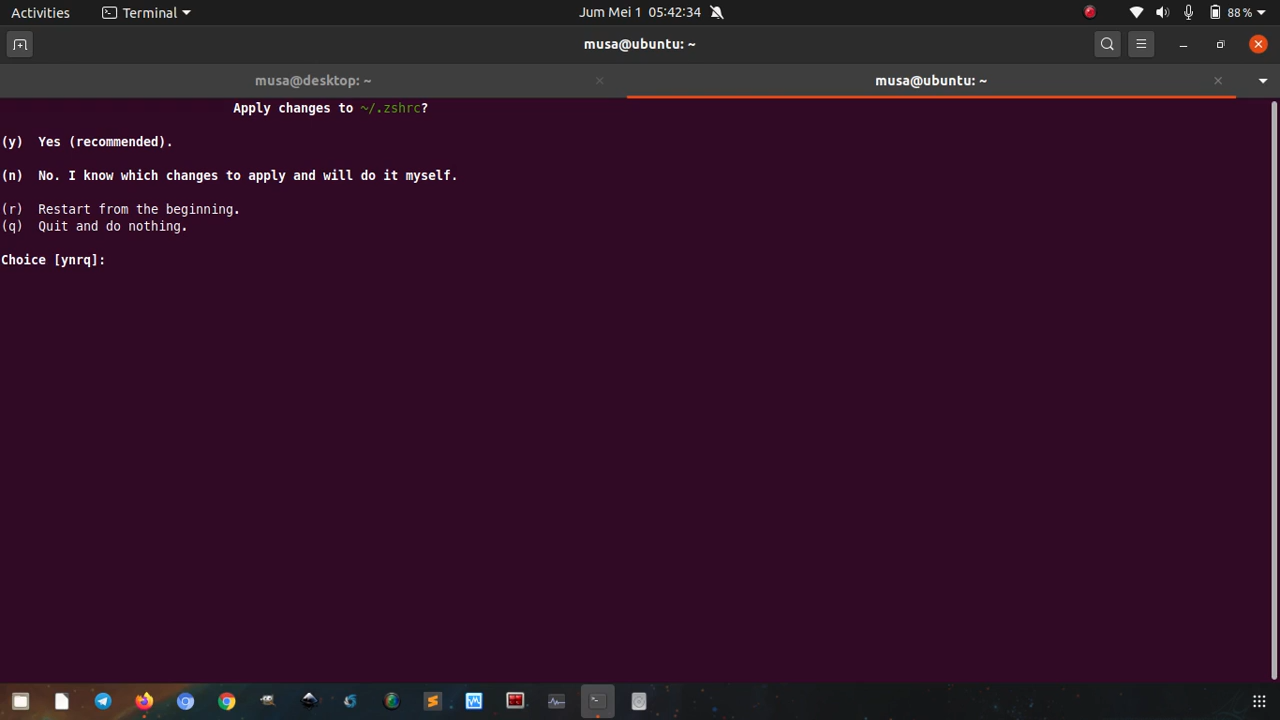 Activities
Terminal
Jum Mei 1 05:42:34
88%
musa@ubuntu: ~
musa@desktop: ~
musa@ubuntu: ~
Apply changes to ~/.zshrc?
(y) Yes (recommended).
(n) No. I know which changes to apply and will do it myself.
(r) Restart from the beginning.
(q) Quit and do nothing.
Choice [ynrq]: